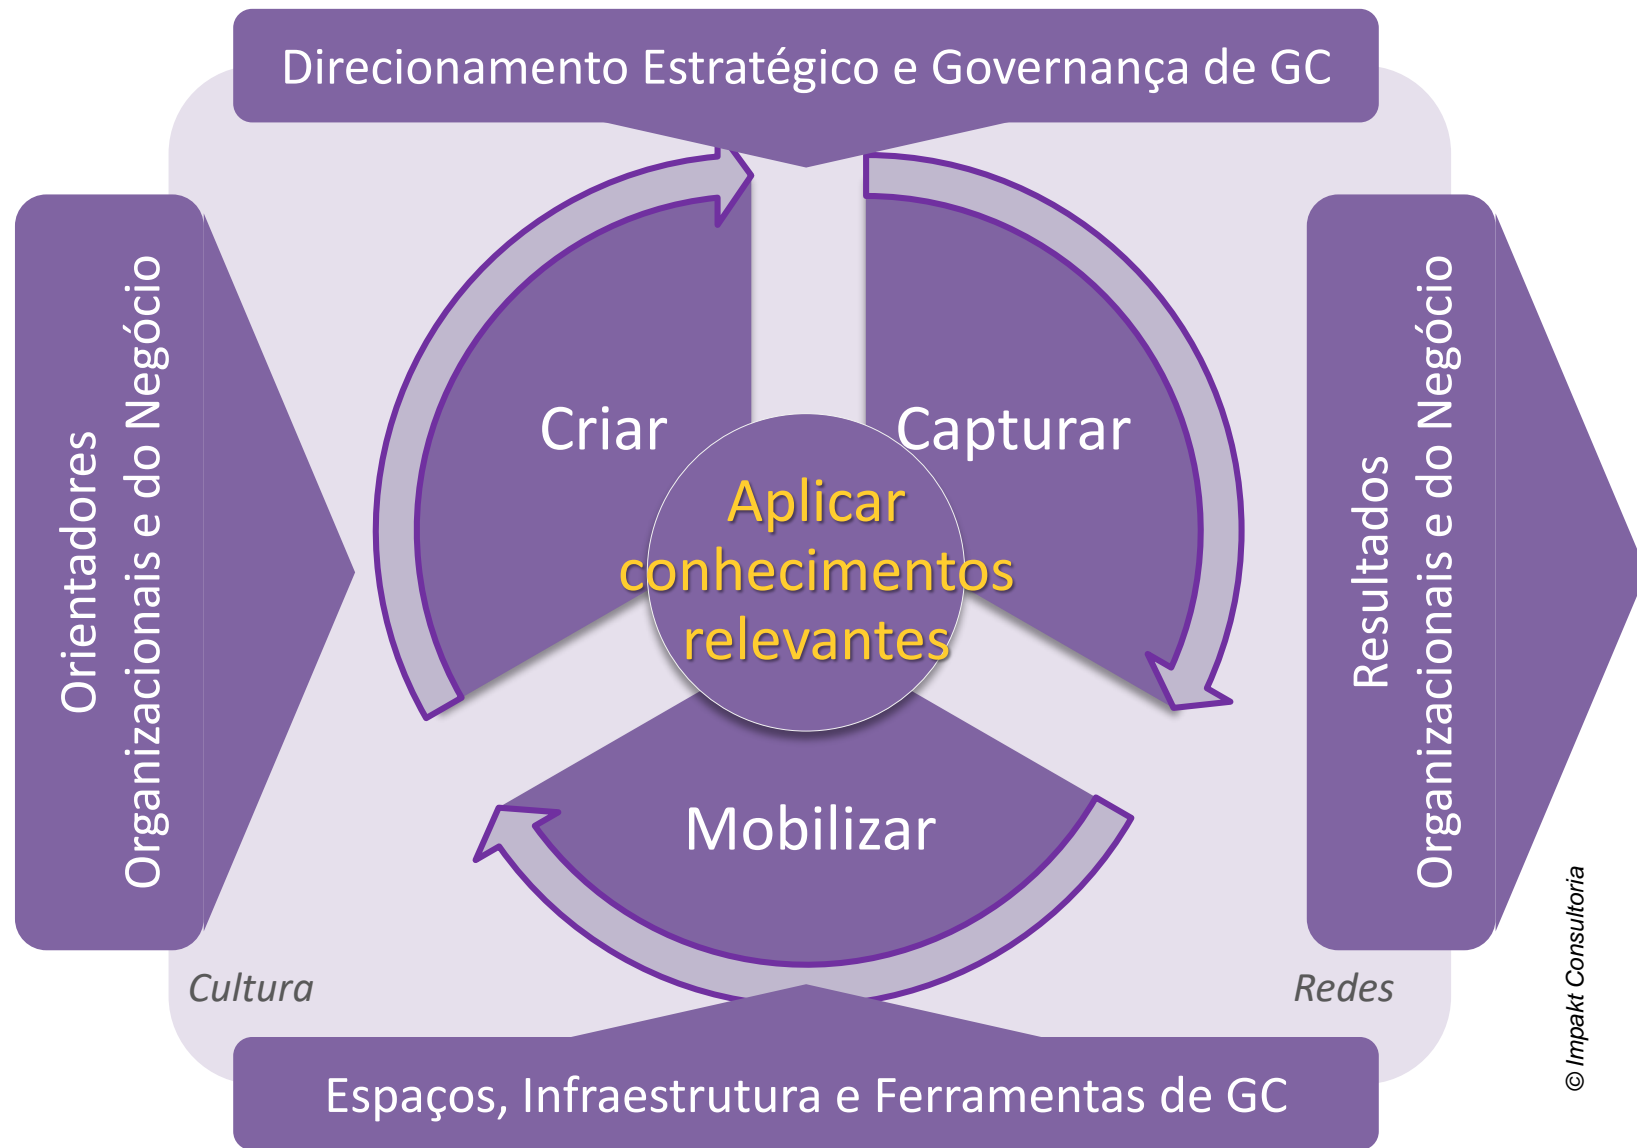 Direcionamento Estratégico e Governança de GC
Orientadores
Organizacionais e do Negócio
Criar
Capturar
Aplicar
conhecimentos
relevantes
Mobilizar
Resultados
Organizacionais e do Negócio
Cultura
Redes
Espaços, Infraestrutura e Ferramentas de GC
© Impakt Consultoria